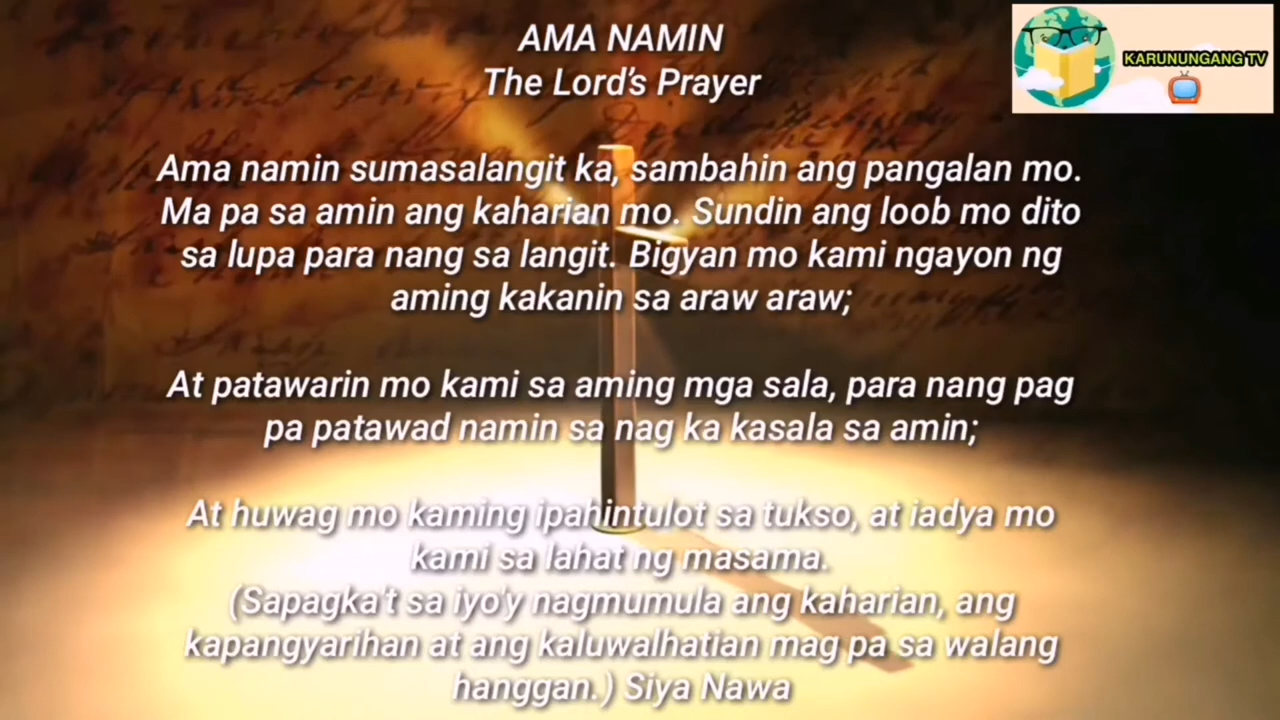 AMA NAMIN
The Lord's Prayer
KARUNUNGANG TV
Ama namin sumasalangit ka, sambahin ang pangalan mo.
Ma pa sa amin ang kaharian mo. Sundin ang loob mo dito
sa lupa para nang sa langit. Bigyan mo kami ngayon ng
aming kakanin sa araw araw;
At patawarin mo kami sa aming mga sala, para nang pag
pa patawad namin sa nag ka kasala sa amin;
At huwag mo kaming ipahintulot sa tukso, at iadya mo
kami sa lahat ng masama.
(Sapagka't sa iyo'y nagmumula ang kaharian, ang
kapangyarihan at ang kaluwalhatian mag pa sa walang
hanggan.) Siya Nawa